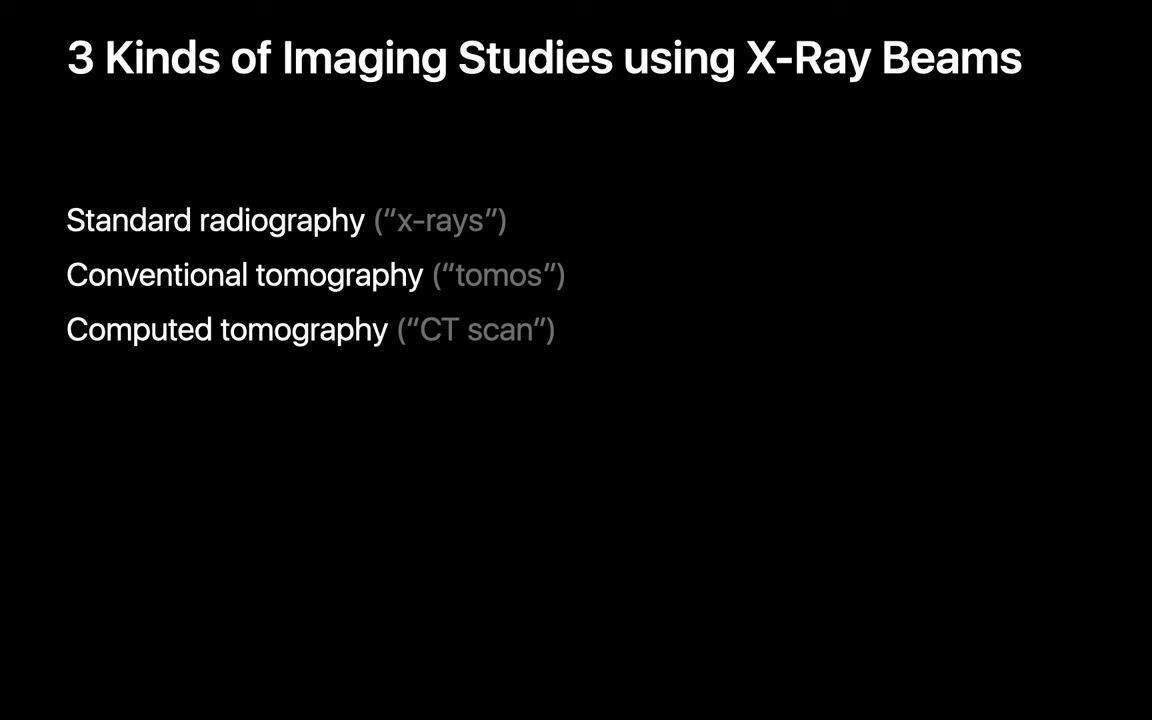 3 Kinds of Imaging Studies using X-Ray Beams
Standard radiography (“x-rays”)
Conventional tomography (“tomos”)
Computed tomography (“CT scan”)